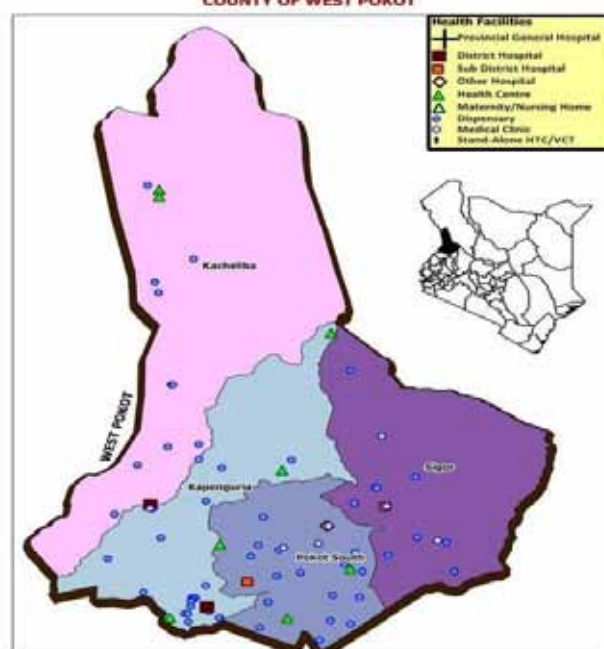 COUNTY OF WEST POKOT
Health Facilities
Provincial General Hospital
District Hospital
Sub District Hospital
Other Hospital
Health Centre
Maternity/Nursing Home
Dispensary
Medical Clinic
Stand-Alone HTC/VCT
Kacheliba
WEST POKOT
Sigor
Kapenguria
Pokot South